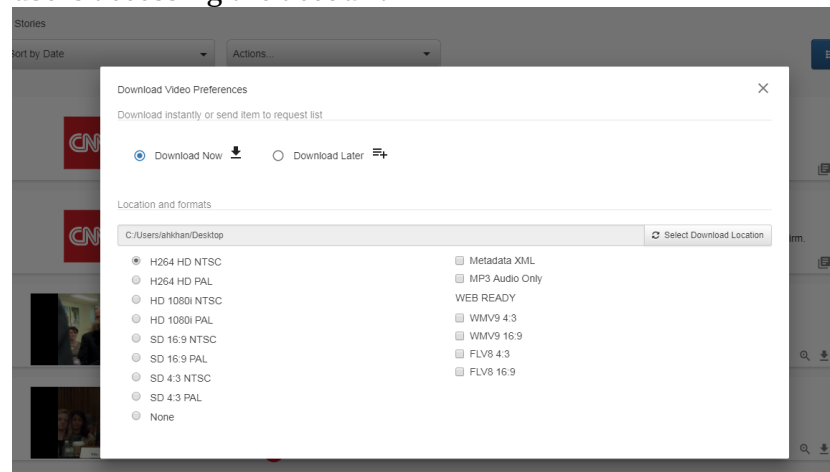 Stories
Sort by Date
Actions...
Download Video Preferences
Download instantly or send item to request list
Download Now
Download Later
Location and formats
C:/Users/ahkhan/Desktop
Select Download Location
H264 HD NTSC
H264 HD PAL
HD 1080i NTSC
HD 1080i PAL
SD 16:9 NTSC
SD 16:9 PAL
SD 4:3 NTSC
SD 4:3 PAL
None
Metadata XML
MP3 Audio Only
WEB READY
WMV9 4:3
WMV9 16:9
FLV8 4:3
FLV8 16:9
irm.